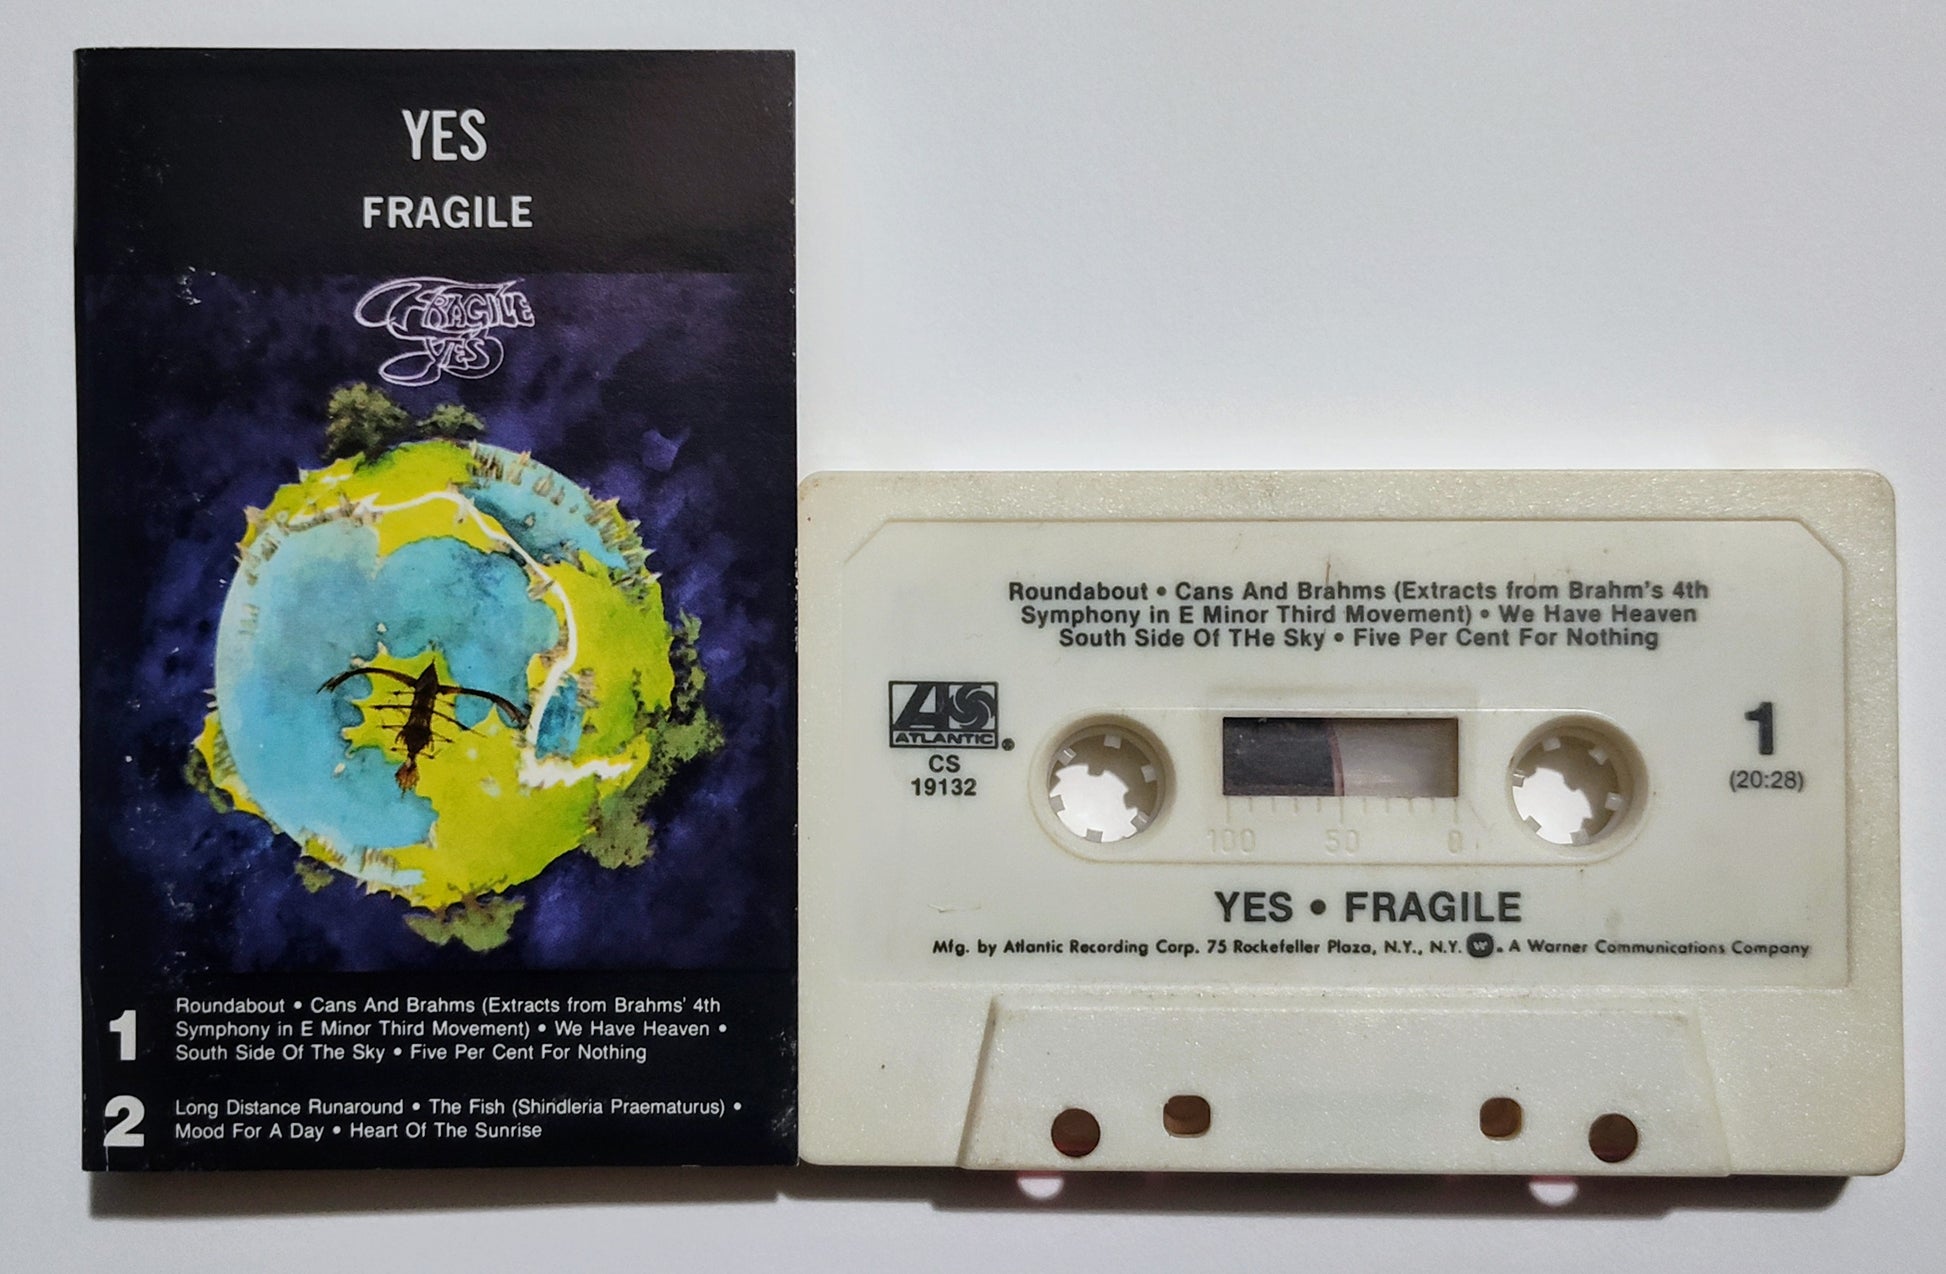 YES
FRAGILE
FRAGILE
YES
1
Roundabout • Cans And Brahms (Extracts from Brahms' 4th
Symphony in E Minor Third Movement) • We Have Heaven •
South Side Of The Sky • Five Per Cent For Nothing
2
Long Distance Runaround • The Fish (Shindleria Praematurus) •
Mood For A Day • Heart Of The Sunrise
Roundabout • Cans And Brahms (Extracts from Brahm's 4th
Symphony in E Minor Third Movement) • We Have Heaven
South Side Of THe Sky • Five Per Cent For Nothing
ATLANTIC®
CS
19132
1
(20:28)
100 50 0
YES • FRAGILE
Mfg. by Atlantic Recording Corp. 75 Rockefeller Plaza, N.Y., N.Y. W. A Warner Communications Company